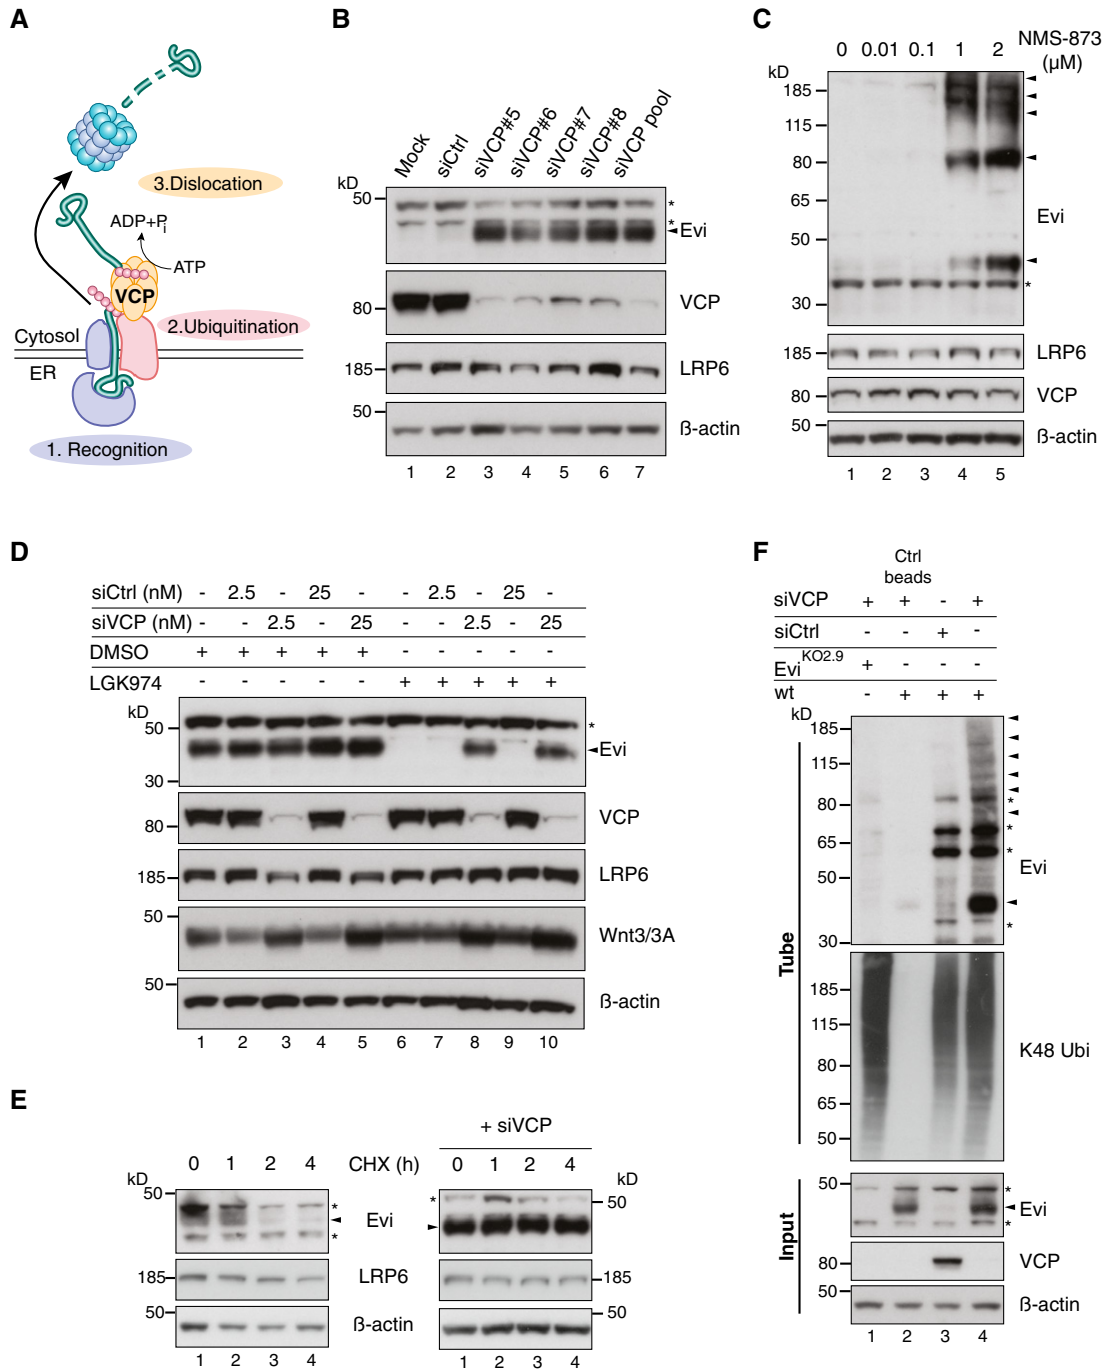 A
3.Dislocation
ADP+Pi
ATP
VCP
2.Ubiquitination
Cytosol
ER
1. Recognition
B
Mock
siCtrl
siVCP#5
siVCP#6
siVCP#7
siVCP#8
siVCP pool
kD
50
*
*
Evi
80
VCP
185
LRP6
50
ß-actin
1 2 3 4 5 6 7
C
0 0.01 0.1 1 2 NMS-873
(µM)
kD
185
115
80
65
50
30
Evi
*
185 LRP6
80 VCP
50
ß-actin
1 2 3 4 5
D
siCtrl (nM) - 2.5 - 25 - - 2.5 - 25 -
siVCP (nM) - - 2.5 - 25 - - 2.5 - 25
DMSO + + + + + - - - - -
LGK974 - - - - - + + + + +
kD
50
*
Evi
30
80 VCP
185 LRP6
50
Wnt3/3A
50
ß-actin
1 2 3 4 5 6 7 8 9 10
E
+ siVCP
0 1 2 4 CHX (h) 0 1 2 4
kD kD
50 * Evi * 50
*
185 LRP6 185
50 ß-actin 50
1 2 3 4 1 2 3 4
F
Ctrl
beads
siVCP + + - +
siCtrl - - + -
Evi KO2.9 + - - -
wt - + + +
kD
185
115
80
*
*
65
*
50
Evi
*
30
Tube
185
115
80
65
50
K48 Ubi
Input
50
*
Evi
*
80 VCP
50
ß-actin
1 2 3 4